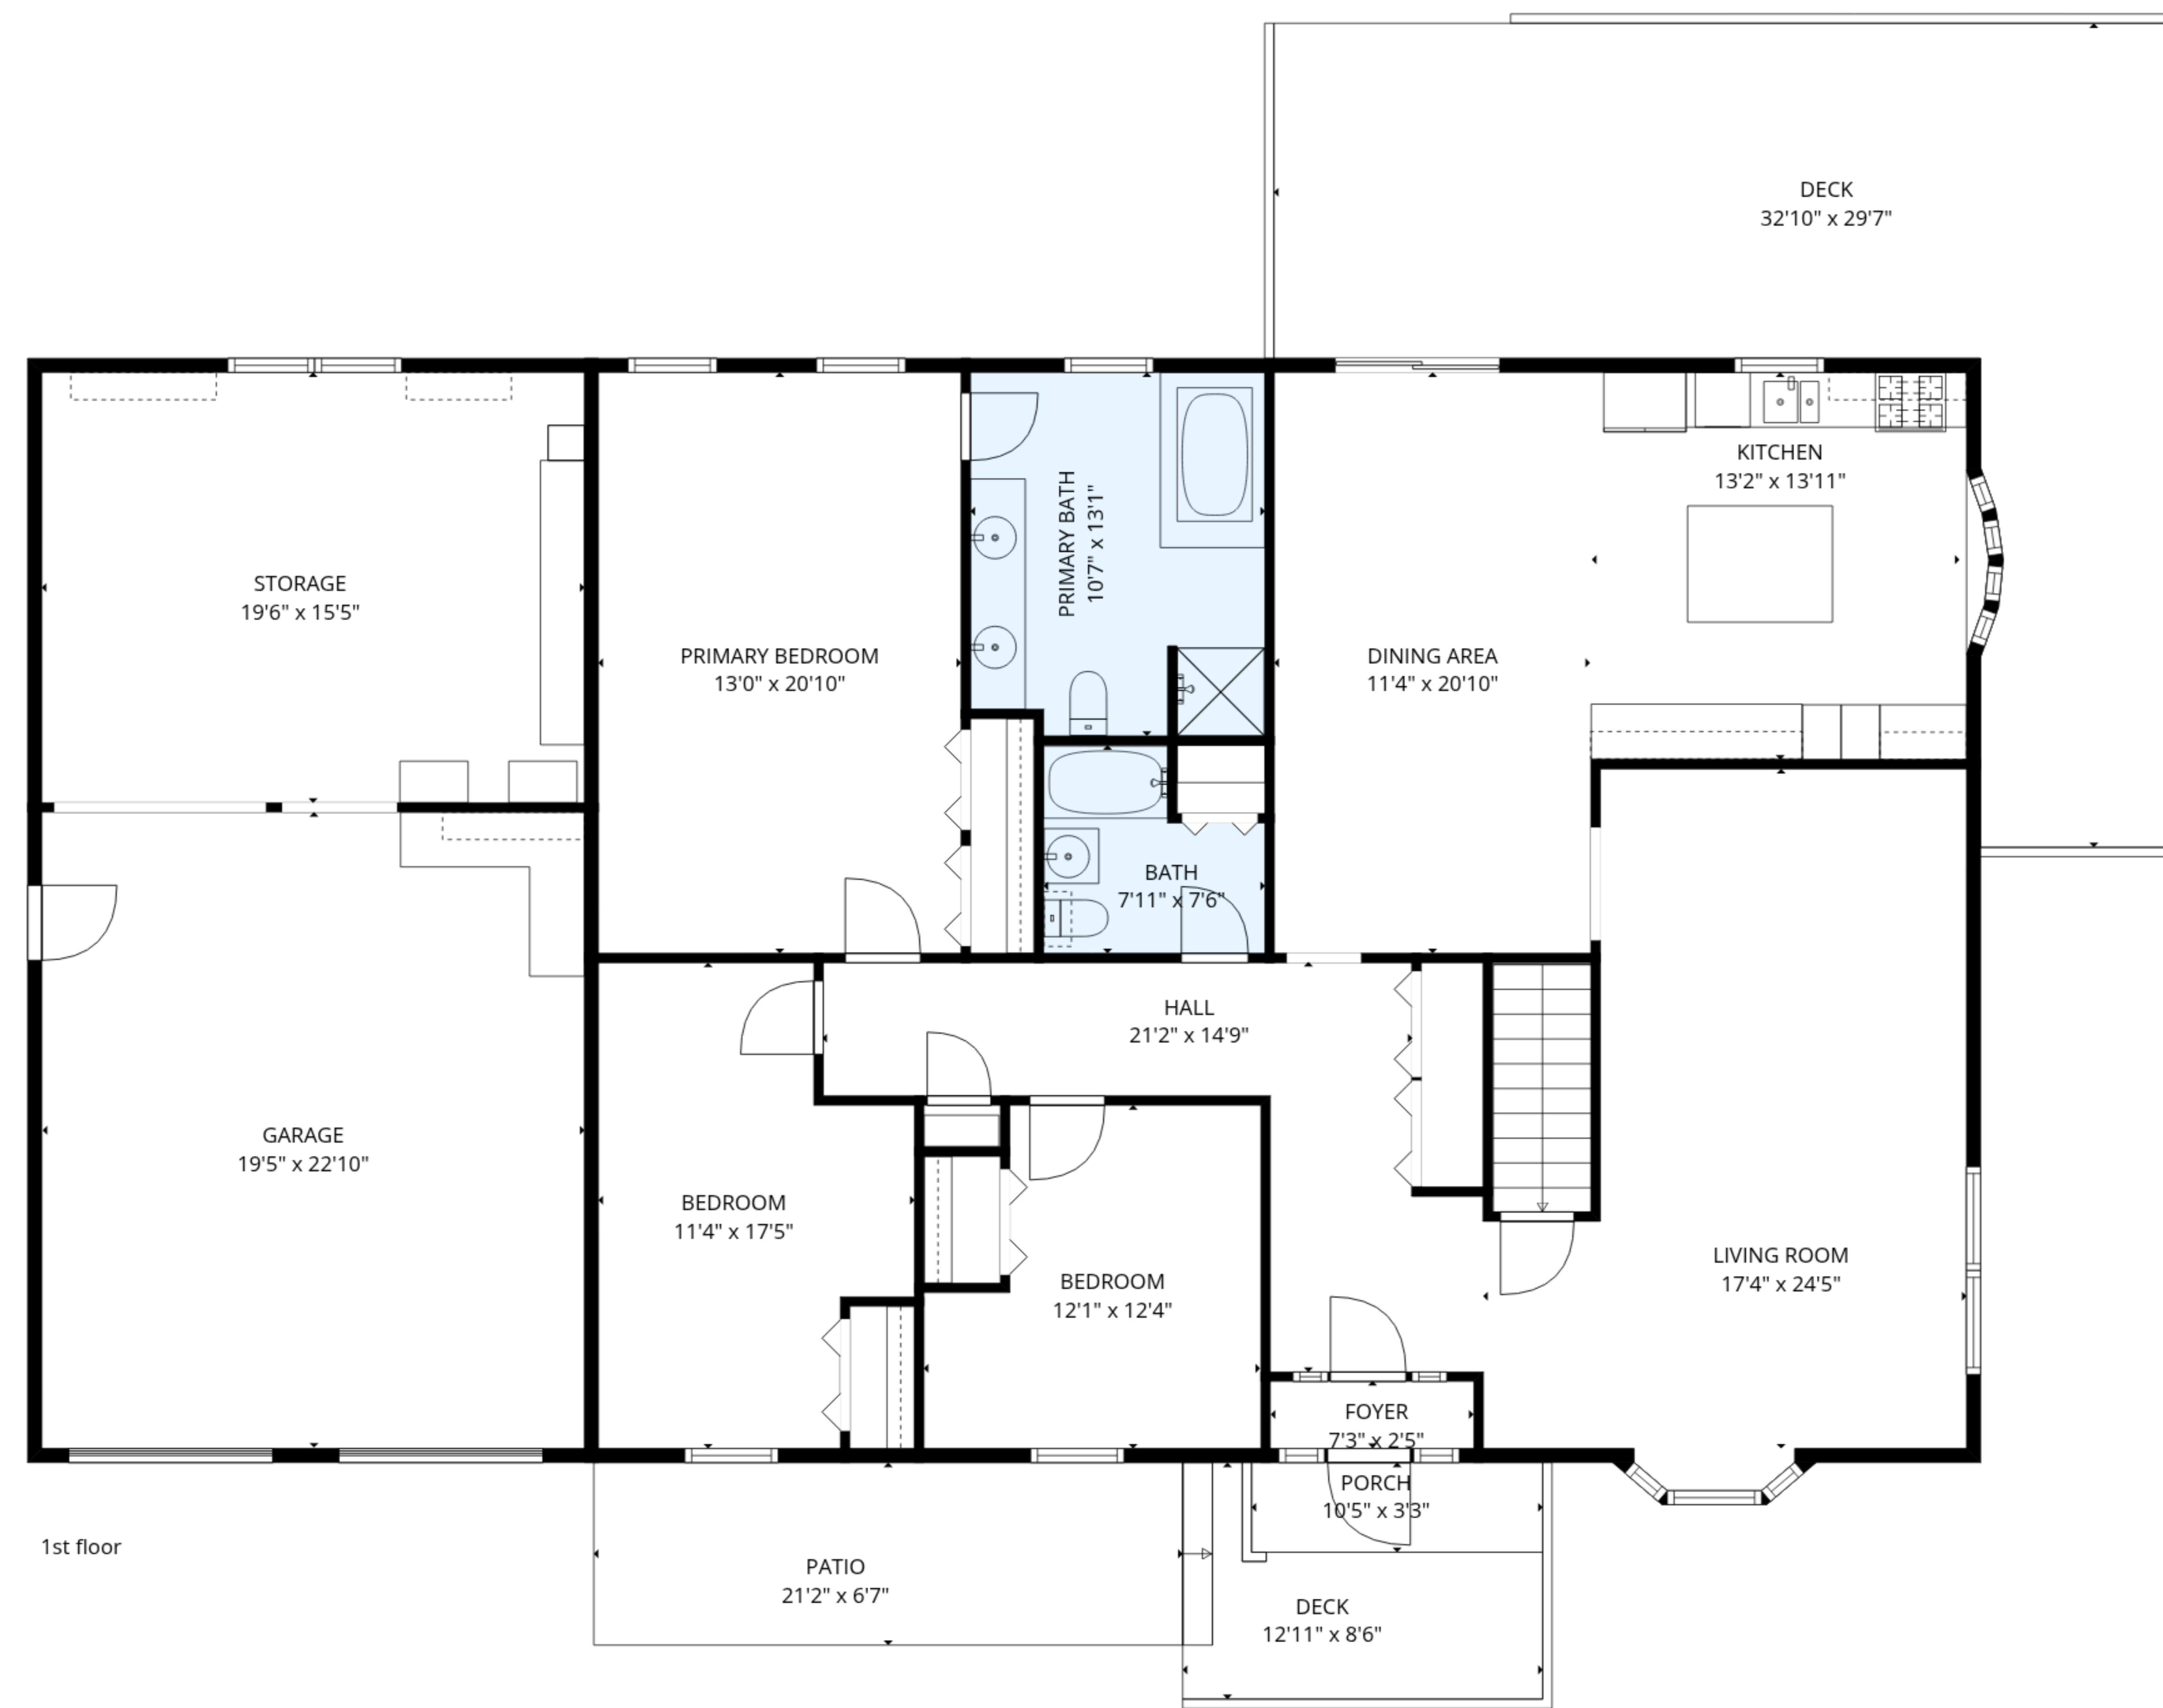 DECK
32'10" x 29'7"
KITCHEN
13'2" x 13'11"
PRIMARY BATH
10'7" x 13'1"
STORAGE
19'6" x 15'5"
PRIMARY BEDROOM
13'0" x 20'10"
DINING AREA
11'4" x 20'10"
BATH
7'11" x 7'6"
HALL
21'2" x 14'9"
GARAGE
19'5" x 22'10"
BEDROOM
11'4" x 17'5"
BEDROOM
12'1" x 12'4"
LIVING ROOM
17'4" x 24'5"
FOYER
7'3" x 2'5"
PORCH
10'5" x 3'3"
1st floor
PATIO
21'2" x 6'7"
DECK
12'11" x 8'6"